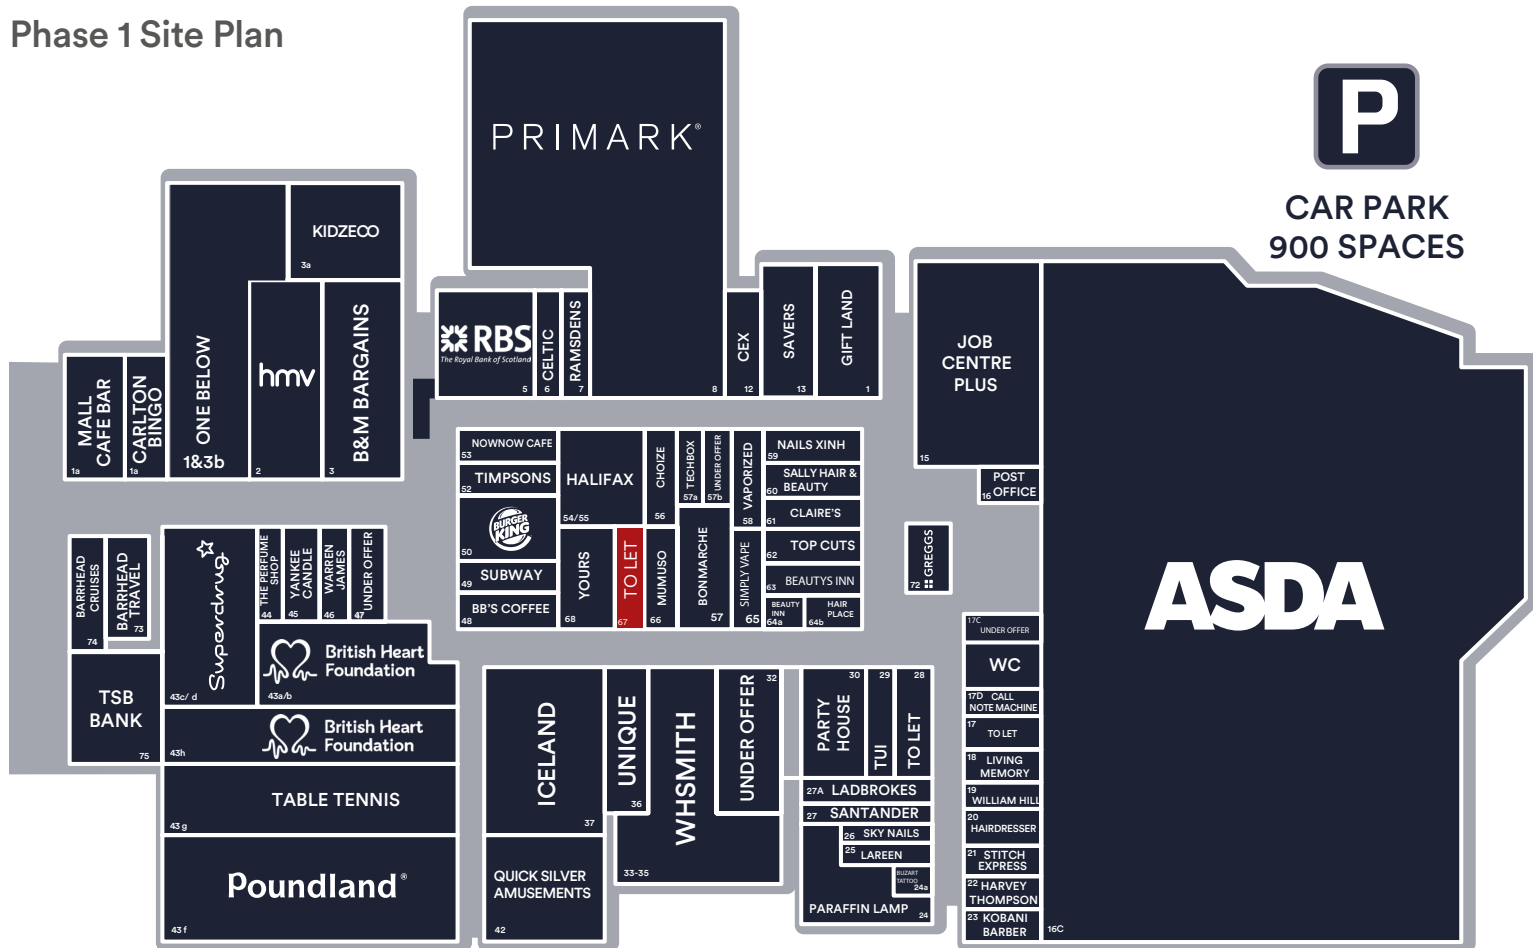 Phase 1 Site Plan
PRIMARK®
8
P
CAR PARK
900 SPACES
KIDZECO
3a
ONE BELOW
1&3b
hmv
2
B&M BARGAINS
3
MALL
CAFE BAR
1a
CARLTON
BINGO
1a
RBS
The Royal Bank of Scotland
5
CELTIC
6
RAMSDENS
7
CEX
12
SAVERS
13
GIFT LAND
1
JOB
CENTRE
PLUS
15
POST
OFFICE
16
ASDA
16C
NOWNOW CAFE
53
TIMPSONS
52
BURGER
KING
50
SUBWAY
49
BB'S COFFEE
48
HALIFAX
54/55
CHOIZE
56
TECHBOX
57a
UNDER OFFER
57b
VAPORIZED
58
NAILS XINH
59
SALLY HAIR &
BEAUTY
60
CLAIRE'S
61
TOP CUTS
62
BEAUTYS INN
63
BEAUTY
INN
64a
HAIR
PLACE
64b
YOURS
68
TO LET
67
MUMUSO
66
BONMARCHE
57
SIMPLY VAPE
65
GREGGS
72
BARRHEAD
CRUISES
74
BARRHEAD
TRAVEL
73
TSB
BANK
75
Superdrug
43c/ d
THE PERFUME
SHOP
44
YANKEE
CANDLE
45
WARREN
JAMES
46
UNDER OFFER
47
British Heart
Foundation
43a/b
British Heart
Foundation
43h
TABLE TENNIS
43 g
Poundland®
43 f
ICELAND
37
QUICK SILVER
AMUSEMENTS
42
UNIQUE
36
WHSMITH
33-35
UNDER OFFER
32
PARTY
HOUSE
30
TUI
29
TO LET
28
27A LADBROKES
27 SANTANDER
26 SKY NAILS
25 LAREEN
BUZART
TATTOO
24a
PARAFFIN LAMP
24
17C
UNDER OFFER
WC
17D CALL
NOTE MACHINE
17
TO LET
18 LIVING
MEMORY
19
WILLIAM HILL
20
HAIRDRESSER
21 STITCH
EXPRESS
22 HARVEY
THOMPSON
23 KOBANI
BARBER